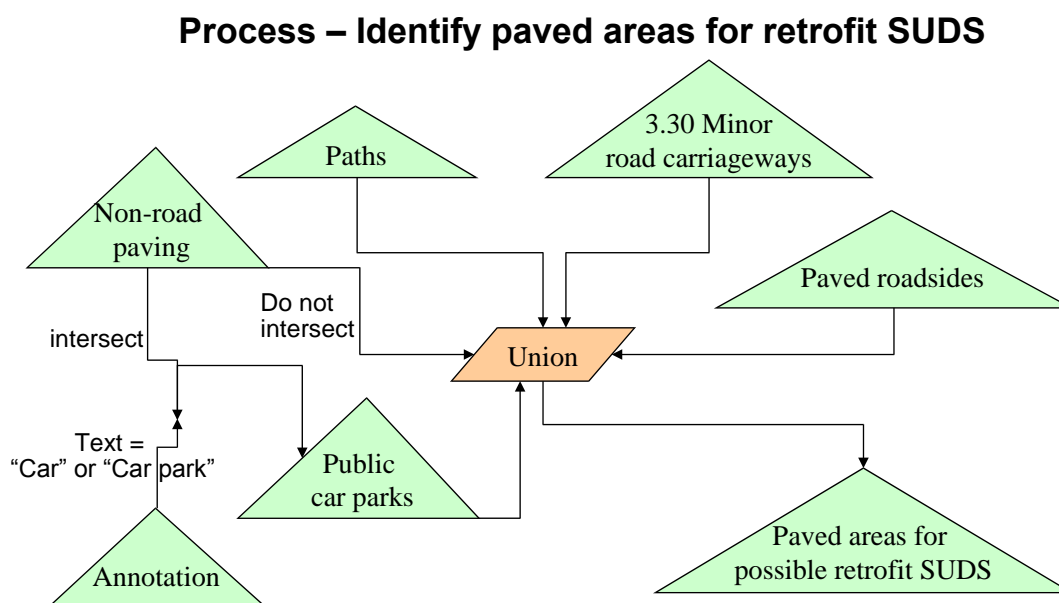 Process – Identify paved areas for retrofit SUDS
Paths
3.30 Minor
road carriageways
Non-road
paving
Paved roadsides
Do not
intersect
intersect
Union
Text =
“Car” or “Car park”
Public
car parks
Annotation
Paved areas for
possible retrofit SUDS